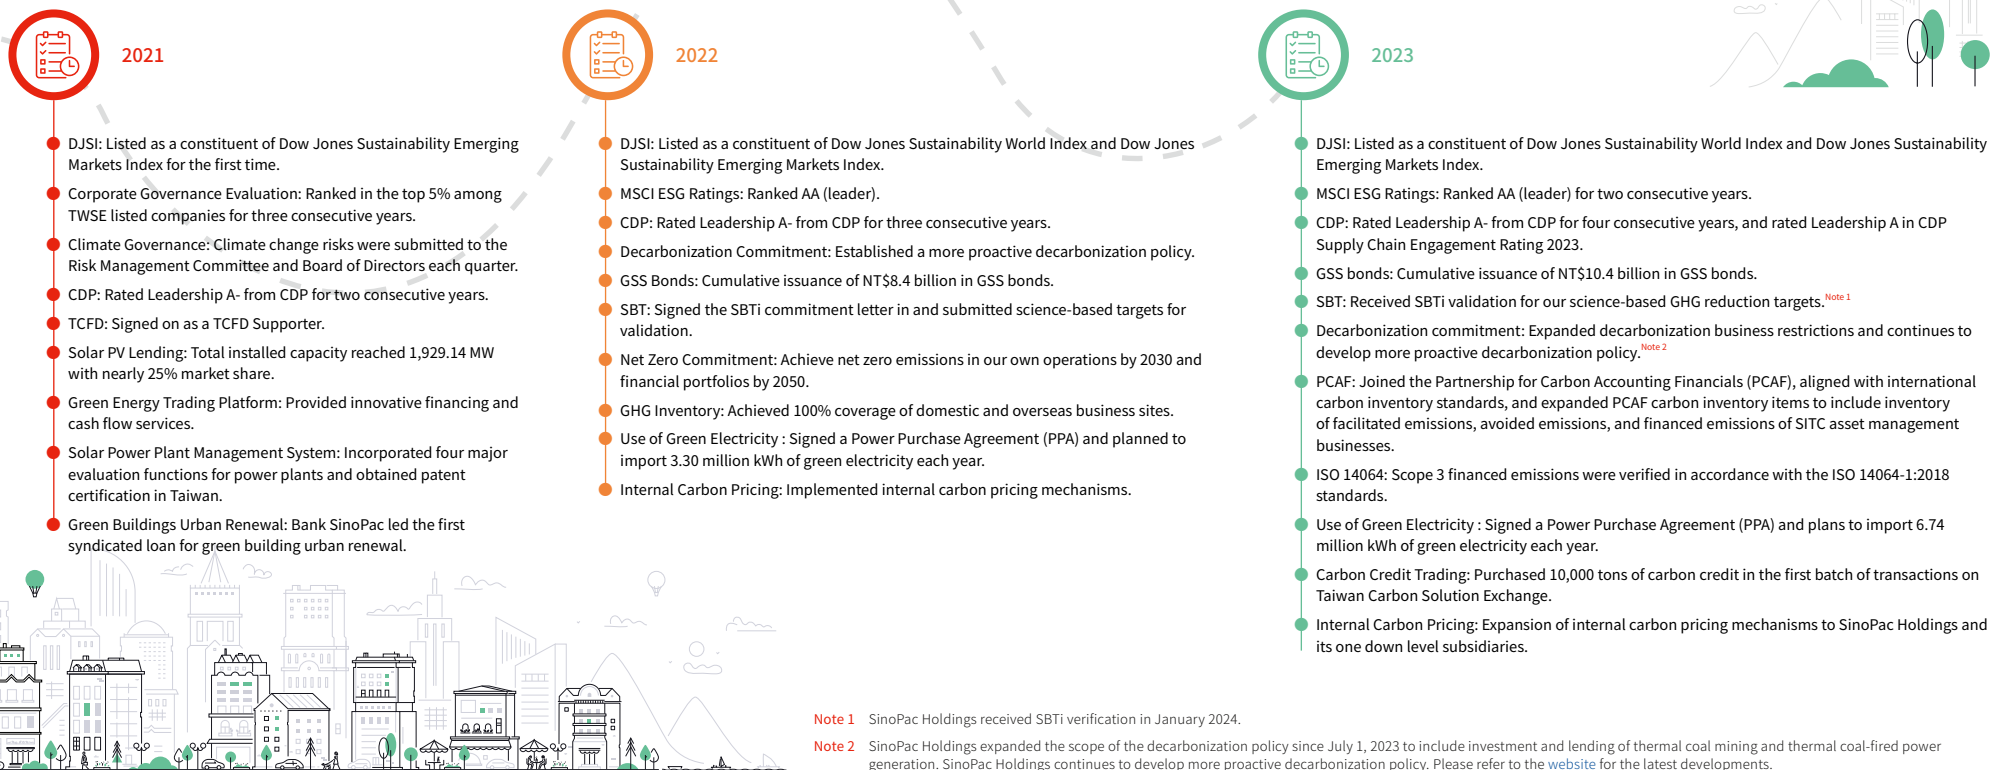 2021
DJSI: Listed as a constituent of Dow Jones Sustainability Emerging
Markets Index for the first time.
Corporate Governance Evaluation: Ranked in the top 5% among
TWSE listed companies for three consecutive years.
Climate Governance: Climate change risks were submitted to the
Risk Management Committee and Board of Directors each quarter.
CDP: Rated Leadership A- from CDP for two consecutive years.
TCFD: Signed on as a TCFD Supporter.
Solar PV Lending: Total installed capacity reached 1,929.14 MW
with nearly 25% market share.
Green Energy Trading Platform: Provided innovative financing and
cash flow services.
Solar Power Plant Management System: Incorporated four major
evaluation functions for power plants and obtained patent
certification in Taiwan.
Green Buildings Urban Renewal: Bank SinoPac led the first
syndicated loan for green building urban renewal.
2022
DJSI: Listed as a constituent of Dow Jones Sustainability World Index and Dow Jones
Sustainability Emerging Markets Index.
MSCI ESG Ratings: Ranked AA (leader).
CDP: Rated Leadership A- from CDP for three consecutive years.
Decarbonization Commitment: Established a more proactive decarbonization policy.
GSS Bonds: Cumulative issuance of NT$8.4 billion in GSS bonds.
SBT: Signed the SBTi commitment letter in and submitted science-based targets for
validation.
Net Zero Commitment: Achieve net zero emissions in our own operations by 2030 and
financial portfolios by 2050.
GHG Inventory: Achieved 100% coverage of domestic and overseas business sites.
Use of Green Electricity : Signed a Power Purchase Agreement (PPA) and planned to
import 3.30 million kWh of green electricity each year.
Internal Carbon Pricing: Implemented internal carbon pricing mechanisms.
2023
DJSI: Listed as a constituent of Dow Jones Sustainability World Index and Dow Jones Sustainability
Emerging Markets Index.
MSCI ESG Ratings: Ranked AA (leader) for two consecutive years.
CDP: Rated Leadership A- from CDP for four consecutive years, and rated Leadership A in CDP
Supply Chain Engagement Rating 2023.
GSS bonds: Cumulative issuance of NT$10.4 billion in GSS bonds.
SBT: Received SBTi validation for our science-based GHG reduction targets.Note 1
Decarbonization commitment: Expanded decarbonization business restrictions and continues to
develop more proactive decarbonization policy.Note 2
PCAF: Joined the Partnership for Carbon Accounting Financials (PCAF), aligned with international
carbon inventory standards, and expanded PCAF carbon inventory items to include inventory
of facilitated emissions, avoided emissions, and financed emissions of SITC asset management
businesses.
ISO 14064: Scope 3 financed emissions were verified in accordance with the ISO 14064-1:2018
standards.
Use of Green Electricity : Signed a Power Purchase Agreement (PPA) and plans to import 6.74
million kWh of green electricity each year.
Carbon Credit Trading: Purchased 10,000 tons of carbon credit in the first batch of transactions on
Taiwan Carbon Solution Exchange.
Internal Carbon Pricing: Expansion of internal carbon pricing mechanisms to SinoPac Holdings and
its one down level subsidiaries.
Note 1 SinoPac Holdings received SBTi verification in January 2024.
Note 2 SinoPac Holdings expanded the scope of the decarbonization policy since July 1, 2023 to include investment and lending of thermal coal mining and thermal coal-fired power
generation. SinoPac Holdings continues to develop more proactive decarbonization policy. Please refer to the website for the latest developments.